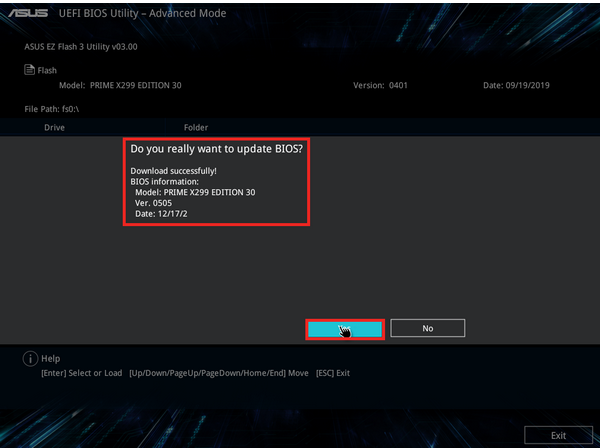 ASUS UEFI BIOS Utility – Advanced Mode
ASUS EZ Flash 3 Utility v03.00
Flash
Model: PRIME X299 EDITION 30 Version: 0401 Date: 09/19/2019
File Path: fs0:\
Drive Folder
Do you really want to update BIOS?
Download successfully!
BIOS information:
Model: PRIME X299 EDITION 30
Ver. 0505
Date: 12/17/2
No
Help
[Enter] Select or Load [Up/Down/PageUp/PageDown/Home/End] Move [ESC] Exit
Exit